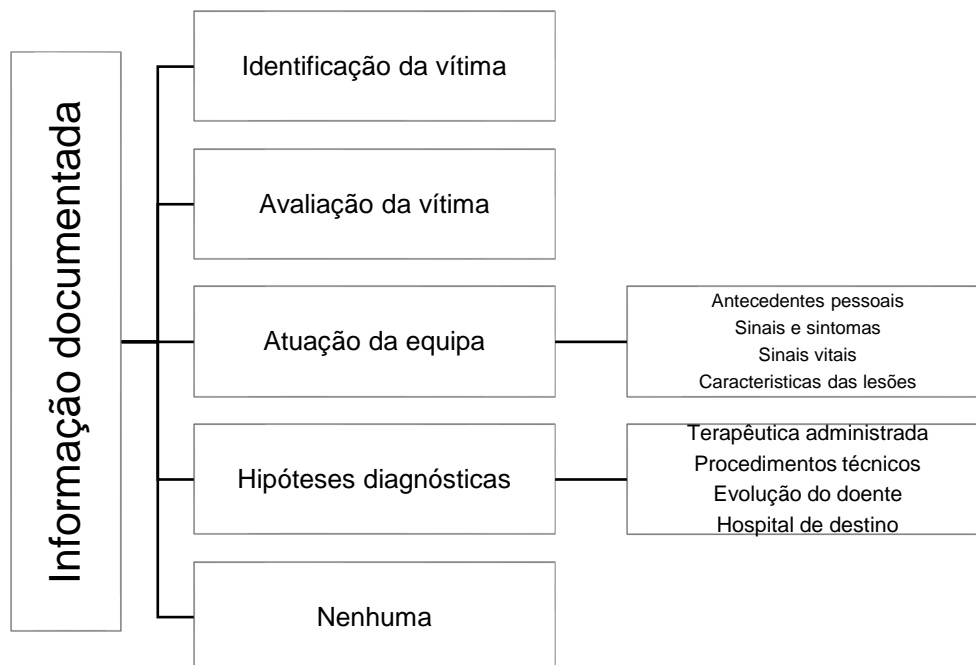 Informação documentada
Identificação da vítima
Avaliação da vítima
Atuação da equipa
Antecedentes pessoais
Sinais e sintomas
Sinais vitais
Caracteristicas das lesões
Hipóteses diagnósticas
Terapêutica administrada
Procedimentos técnicos
Evolução do doente
Hospital de destino
Nenhuma